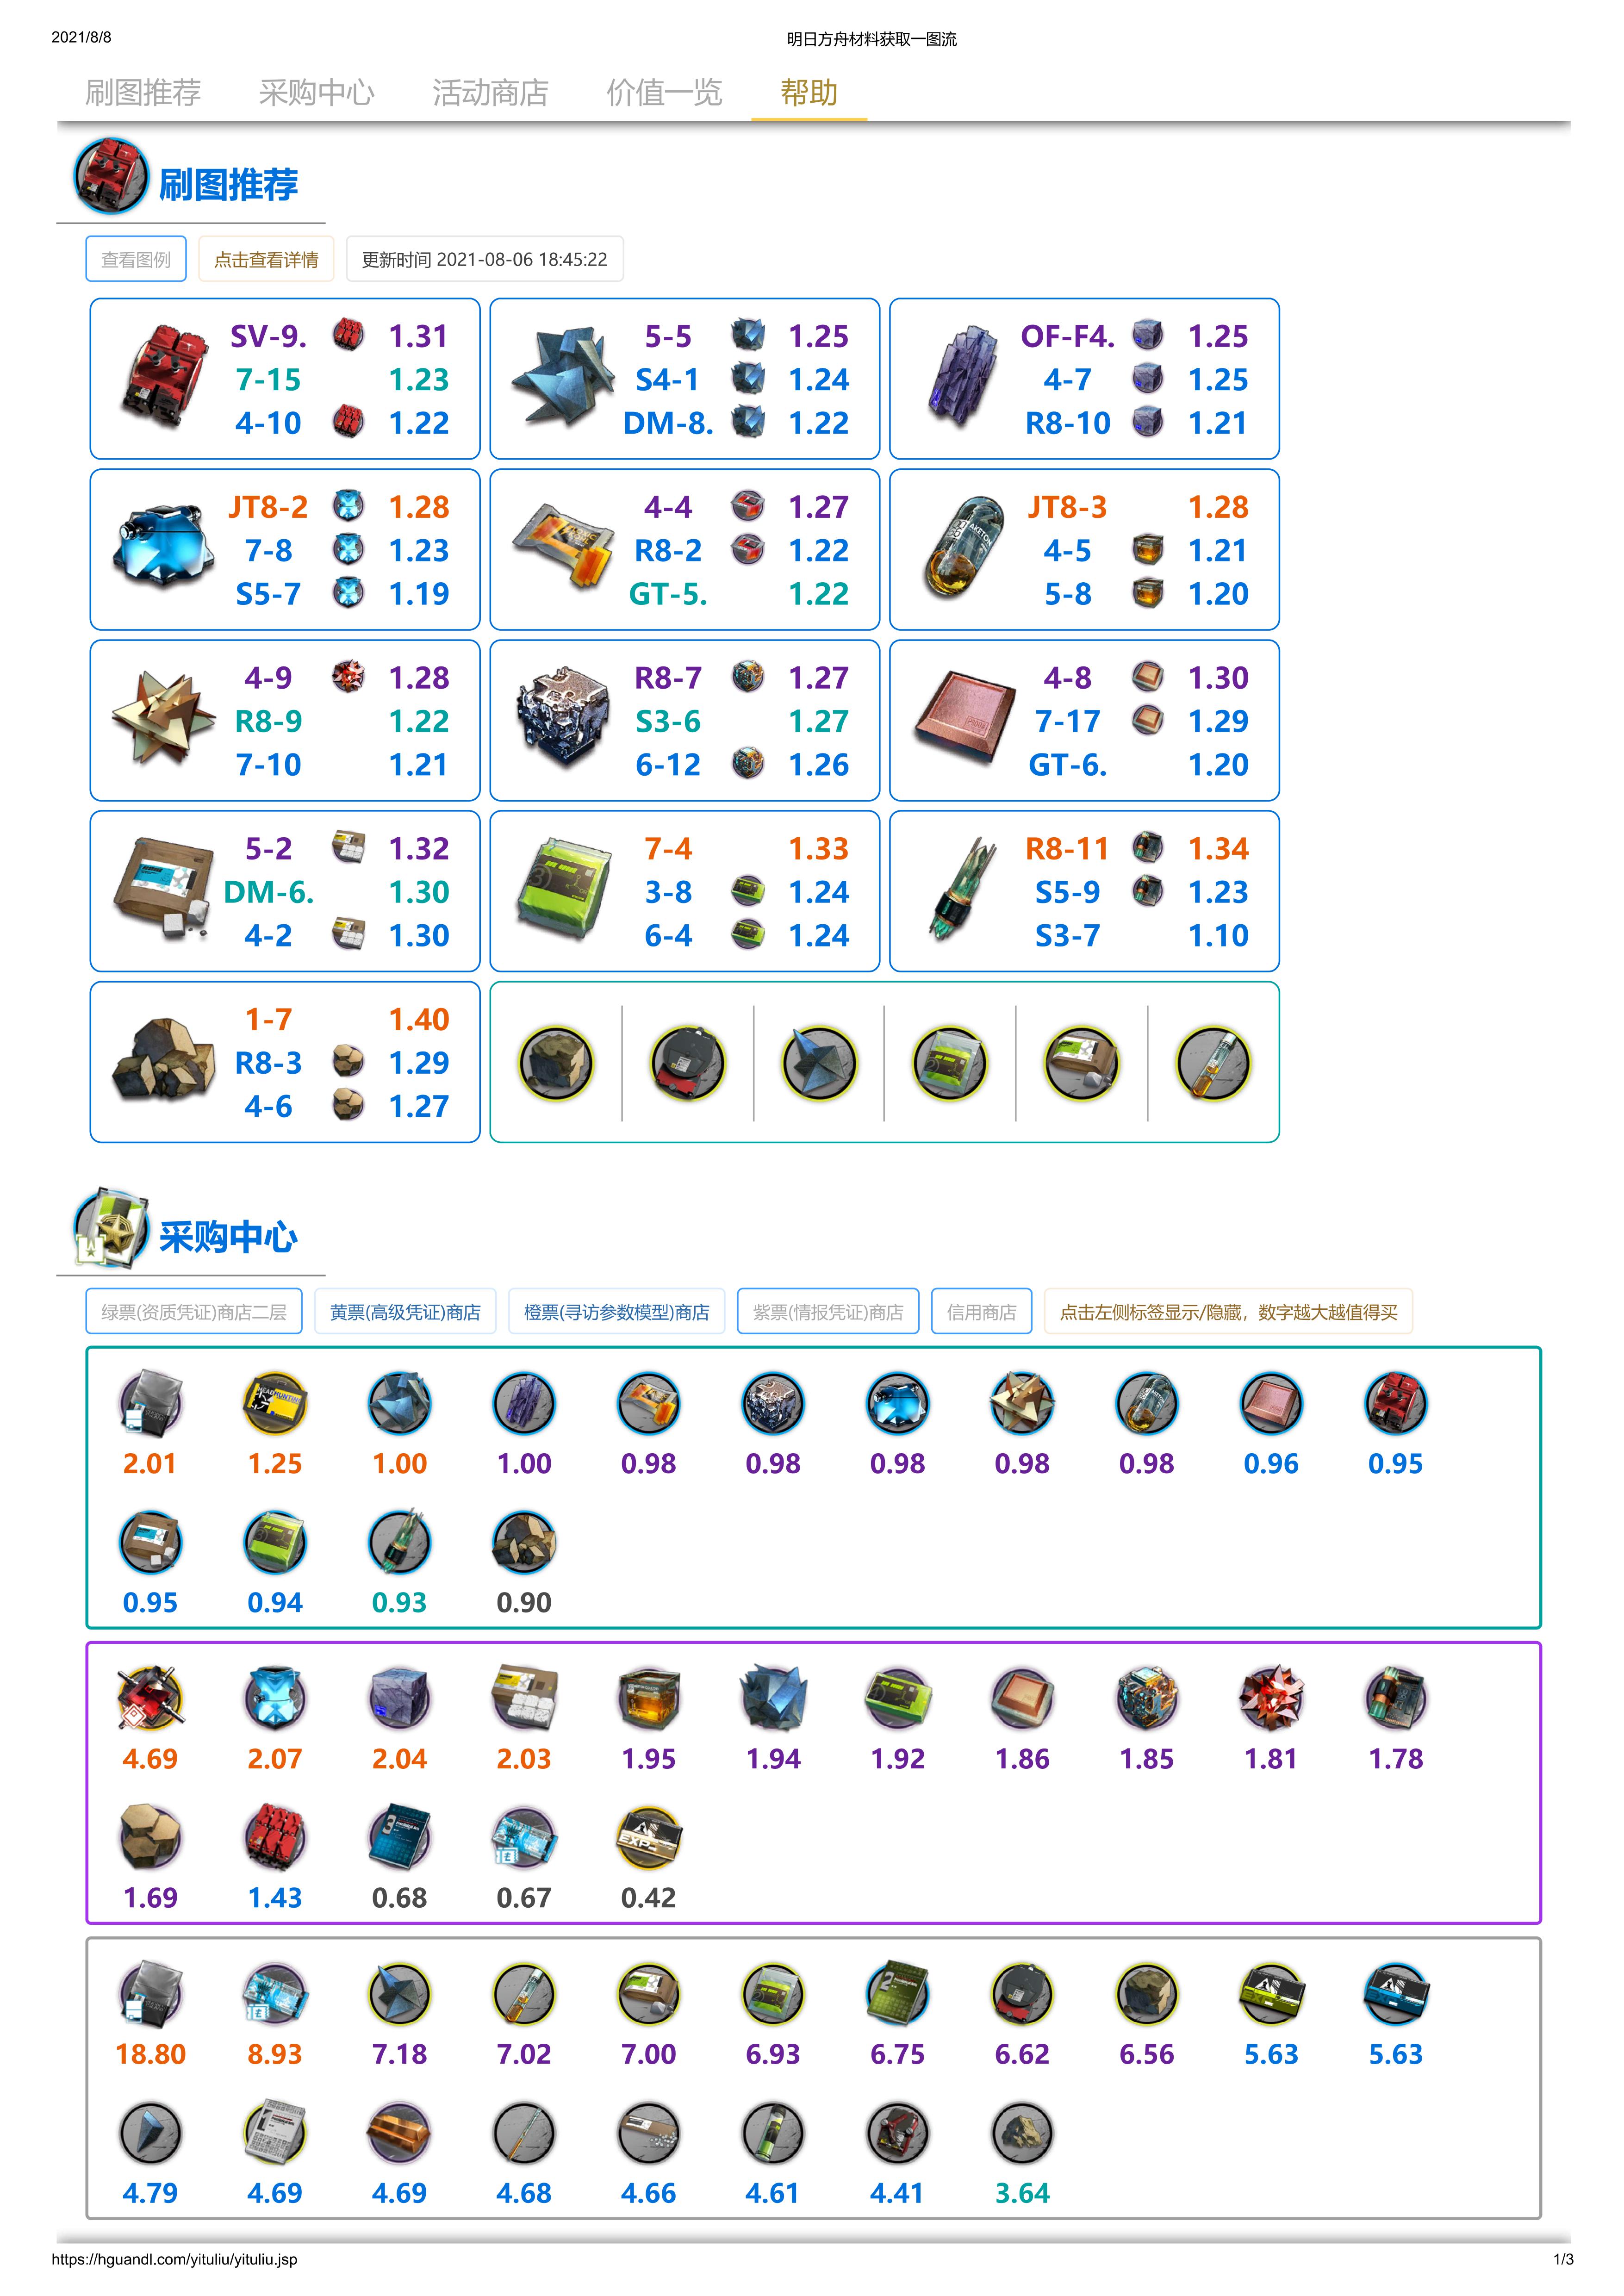 2021/8/8 明日方舟材料获取一图流
刷图推荐 采购中心 活动商店 价值一览 帮助
刷图推荐
查看图例 点击查看详情 更新时间 2021-08-06 18:45:22
SV-9. 1.31 5-5 1.25 OF-F4. 1.25
7-15 1.23 S4-1 1.24 4-7 1.25
4-10 1.22 DM-8. 1.22 R8-10 1.21
JT8-2 1.28 4-4 1.27 JT8-3 1.28
7-8 1.23 R8-2 1.22 4-5 1.21
S5-7 1.19 GT-5. 1.22 5-8 1.20
4-9 1.28 R8-7 1.27 4-8 1.30
R8-9 1.22 S3-6 1.27 7-17 1.29
7-10 1.21 6-12 1.26 GT-6. 1.20
5-2 1.32 7-4 1.33 R8-11 1.34
DM-6. 1.30 3-8 1.24 S5-9 1.23
4-2 1.30 6-4 1.24 S3-7 1.10
1-7 1.40
R8-3 1.29
4-6 1.27
采购中心
绿票(资质凭证)商店二层 黄票(高级凭证)商店 橙票(寻访参数模型)商店 紫票(情报凭证)商店 信用商店 点击左侧标签显示/隐藏，数字越大越值得买
2.01 1.25 1.00 1.00 0.98 0.98 0.98 0.98 0.98 0.96 0.95
0.95 0.94 0.93 0.90
4.69 2.07 2.04 2.03 1.95 1.94 1.92 1.86 1.85 1.81 1.78
1.69 1.43 0.68 0.67 0.42
18.80 8.93 7.18 7.02 7.00 6.93 6.75 6.62 6.56 5.63 5.63
4.79 4.69 4.69 4.68 4.66 4.61 4.41 3.64
https://hguandl.com/yituliu/yituliu.jsp 1/3